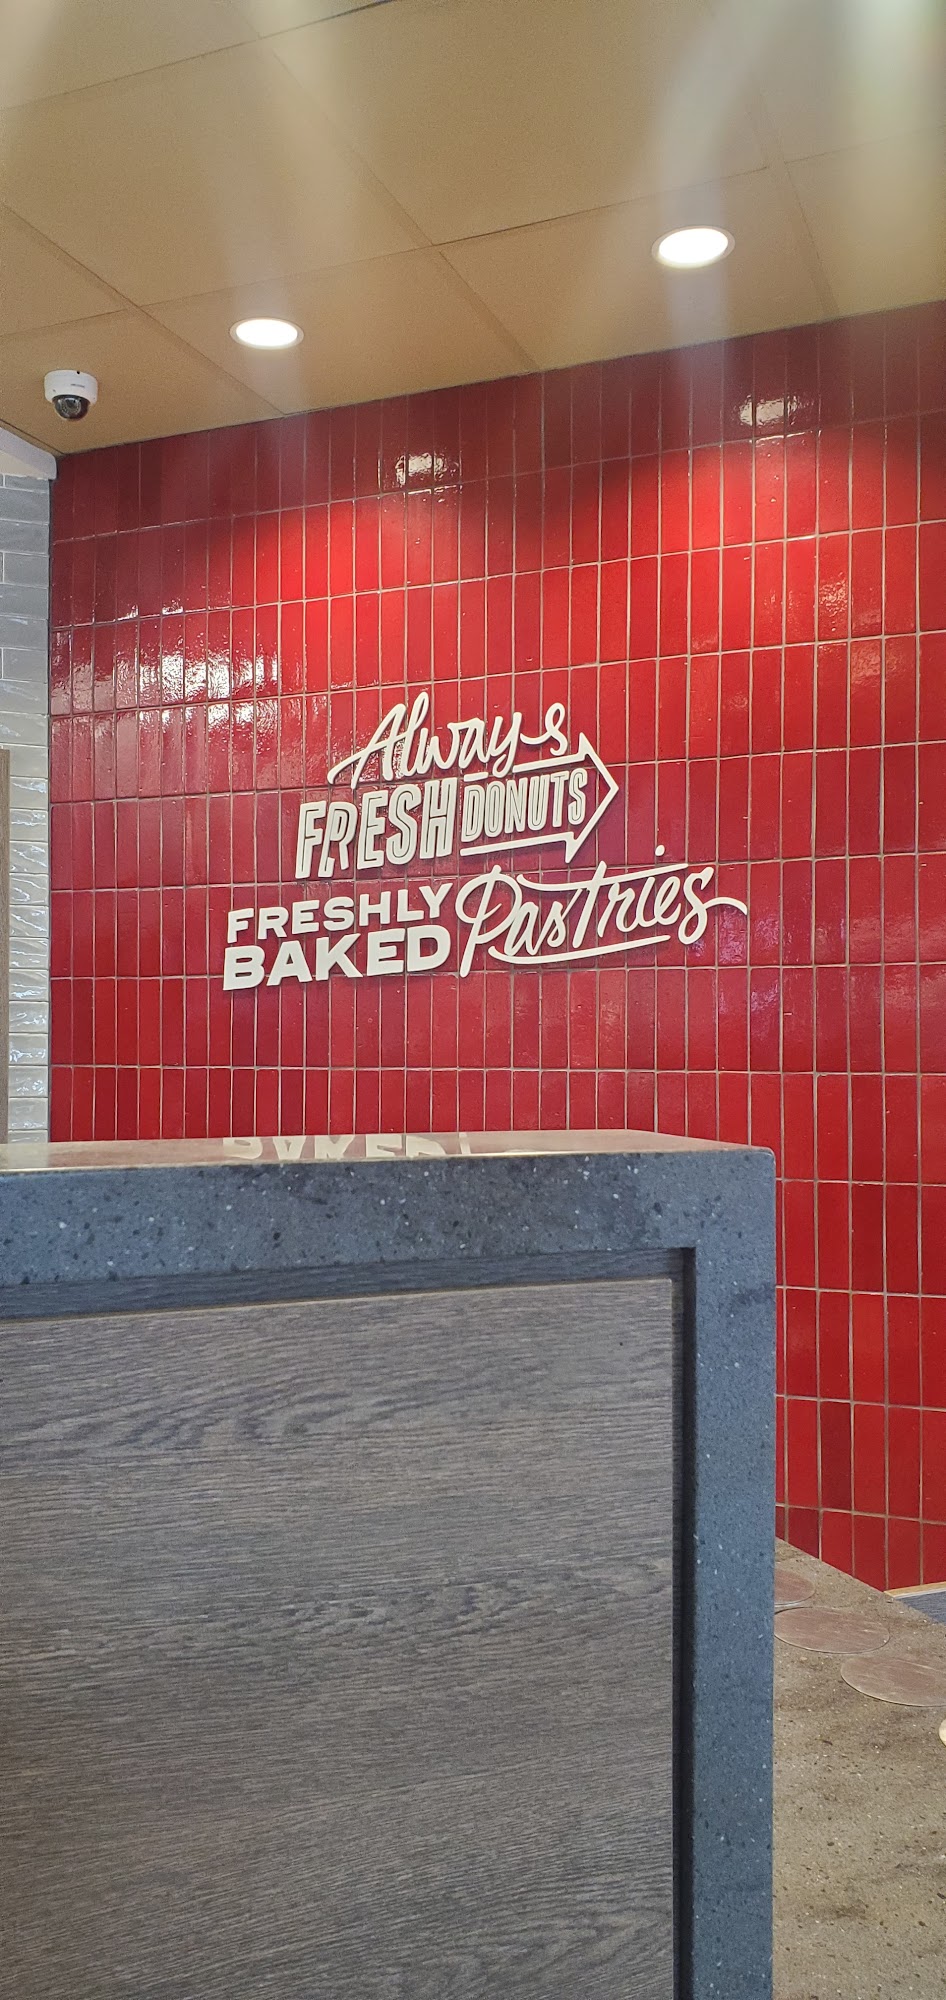 Always
FRESH DONUTS
FRESHLY
BAKED Pastries